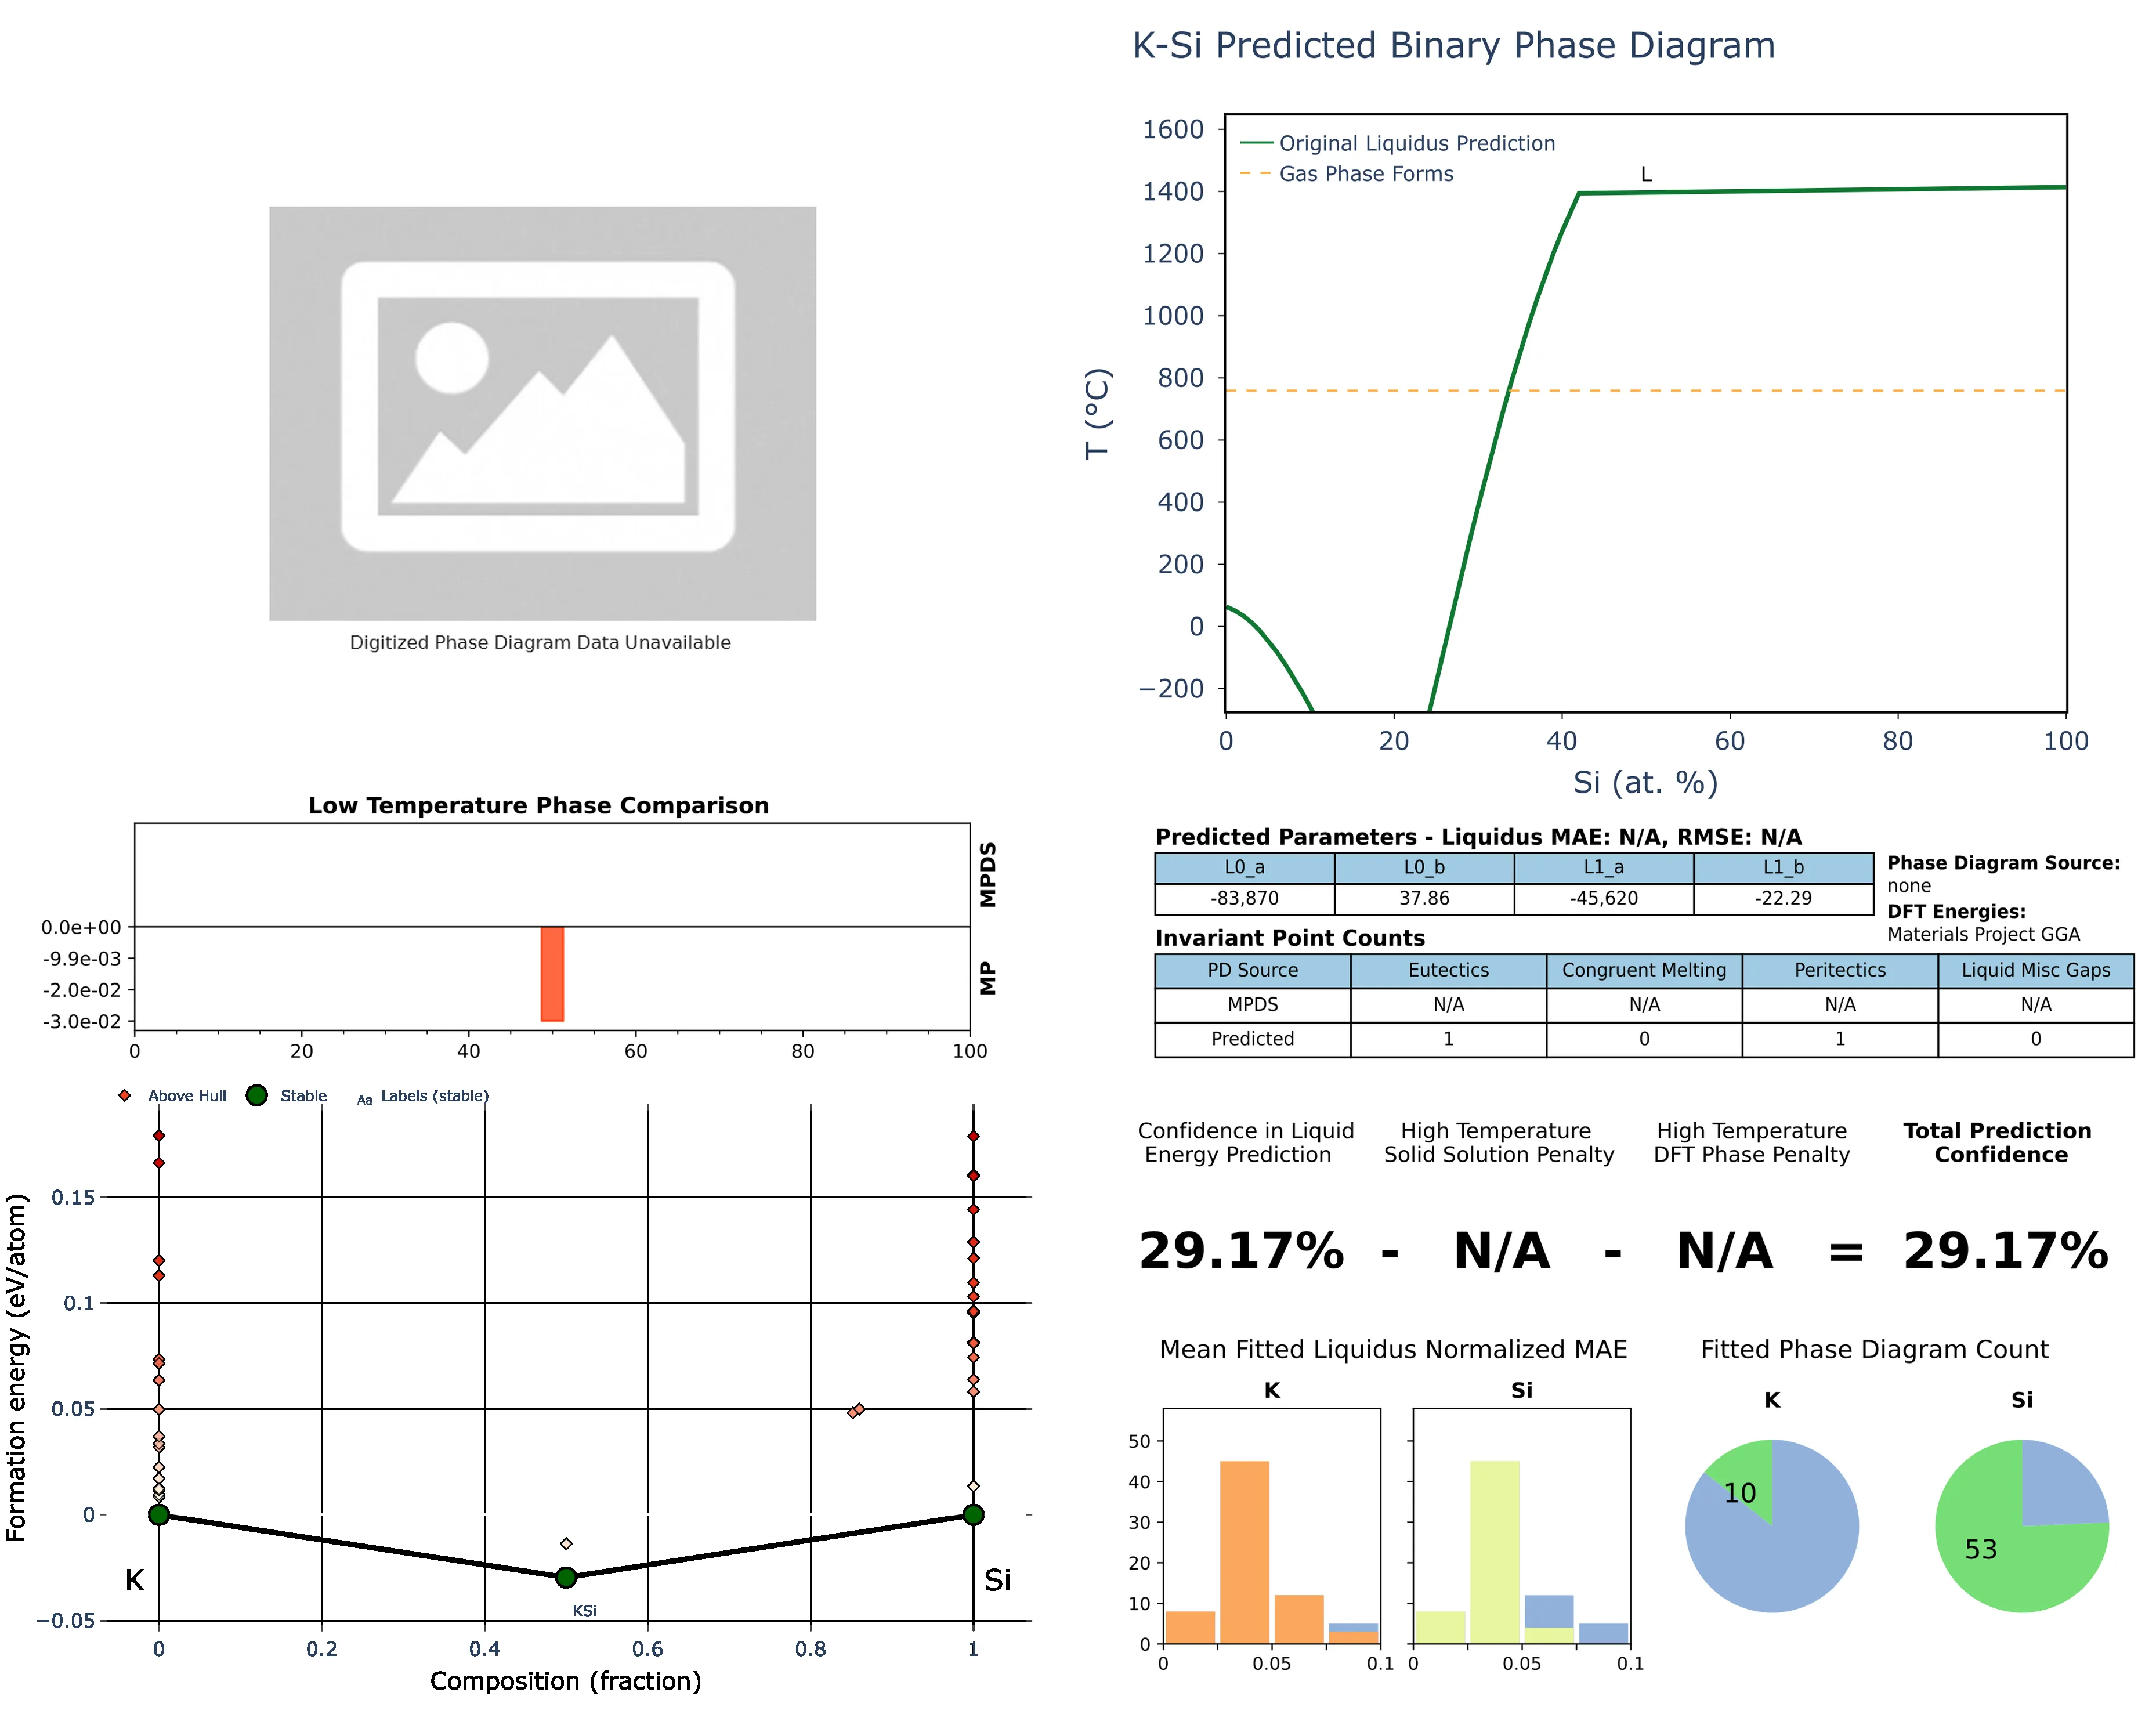 K-Si Predicted Binary Phase Diagram
1600
1400
1200
1000
800
600
400
200
0
−200
T (°C)
Original Liquidus Prediction
Gas Phase Forms
L
0 20 40 60 80 100
Si (at. %)
Digitized Phase Diagram Data Unavailable
Low Temperature Phase Comparison
MPDS
MP
0.0e+00
-9.9e-03
-2.0e-02
-3.0e-02
0 20 40 60 80 100
Predicted Parameters - Liquidus MAE: N/A, RMSE: N/A
L0_a L0_b L1_a L1_b
-83,870 37.86 -45,620 -22.29
Phase Diagram Source:
none
DFT Energies:
Materials Project GGA
Invariant Point Counts
PD Source Eutectics Congruent Melting Peritectics Liquid Misc Gaps
MPDS N/A N/A N/A N/A
Predicted 1 0 1 0
Above Hull Stable Aa Labels (stable)
0.15
0.1
0.05
0
−0.05
Formation energy (eV/atom)
K
Si
KSi
0 0.2 0.4 0.6 0.8 1
Composition (fraction)
Confidence in Liquid
Energy Prediction
High Temperature
Solid Solution Penalty
High Temperature
DFT Phase Penalty
Total Prediction
Confidence
29.17% - N/A - N/A = 29.17%
Mean Fitted Liquidus Normalized MAE
K
Si
50
40
30
20
10
0
0 0.05 0.1
0 0.05 0.1
Fitted Phase Diagram Count
K
Si
10
53